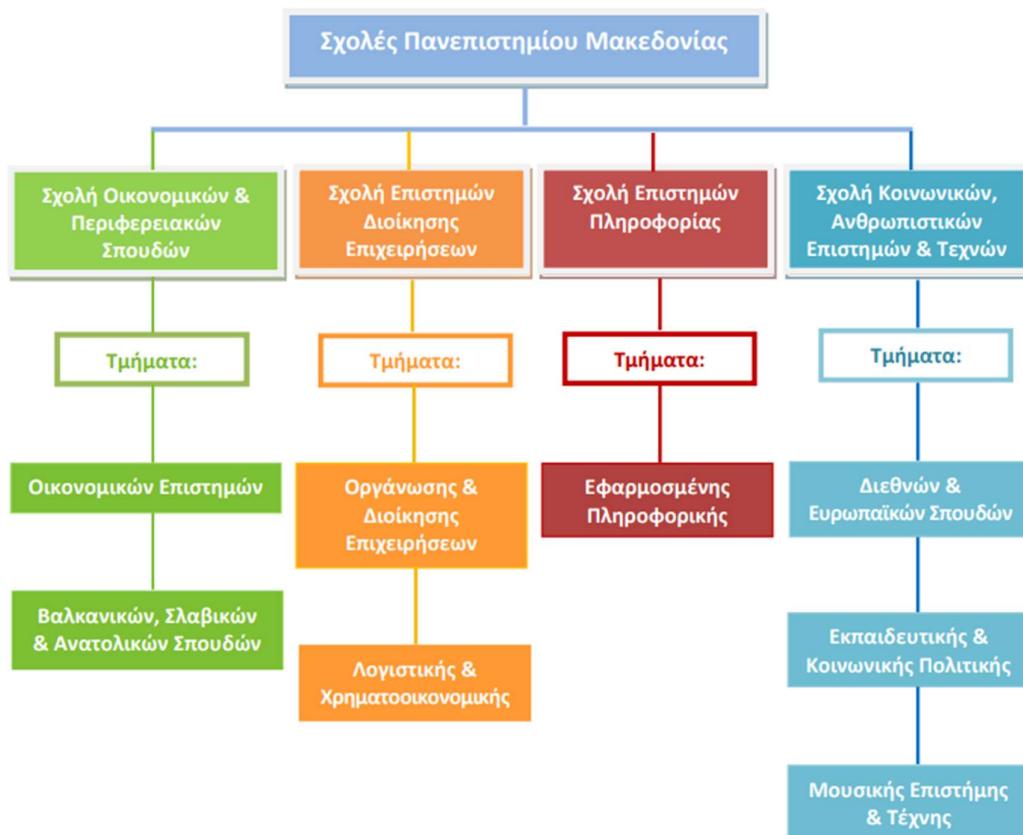 Σχολές Πανεπιστημίου Μακεδονίας
Σχολή Οικονομικών &
Περιφερειακών
Σπουδών
Τμήματα:
Οικονομικών Επιστημών
Βαλκανικών, Σλαβικών
& Ανατολικών Σπουδών
Σχολή Επιστημών
Διοίκησης
Επιχειρήσεων
Τμήματα:
Οργάνωσης &
Διοίκησης
Επιχειρήσεων
Λογιστικής &
Χρηματοοικονομικής
Σχολή Επιστημών
Πληροφορίας
Τμήματα:
Εφαρμοσμένης
Πληροφορικής
Σχολή Κοινωνικών,
Ανθρωπιστικών
Επιστημών & Τεχνών
Τμήματα:
Διεθνών &
Ευρωπαϊκών Σπουδών
Εκπαιδευτικής &
Κοινωνικής Πολιτικής
Μουσικής Επιστήμης
& Τέχνης